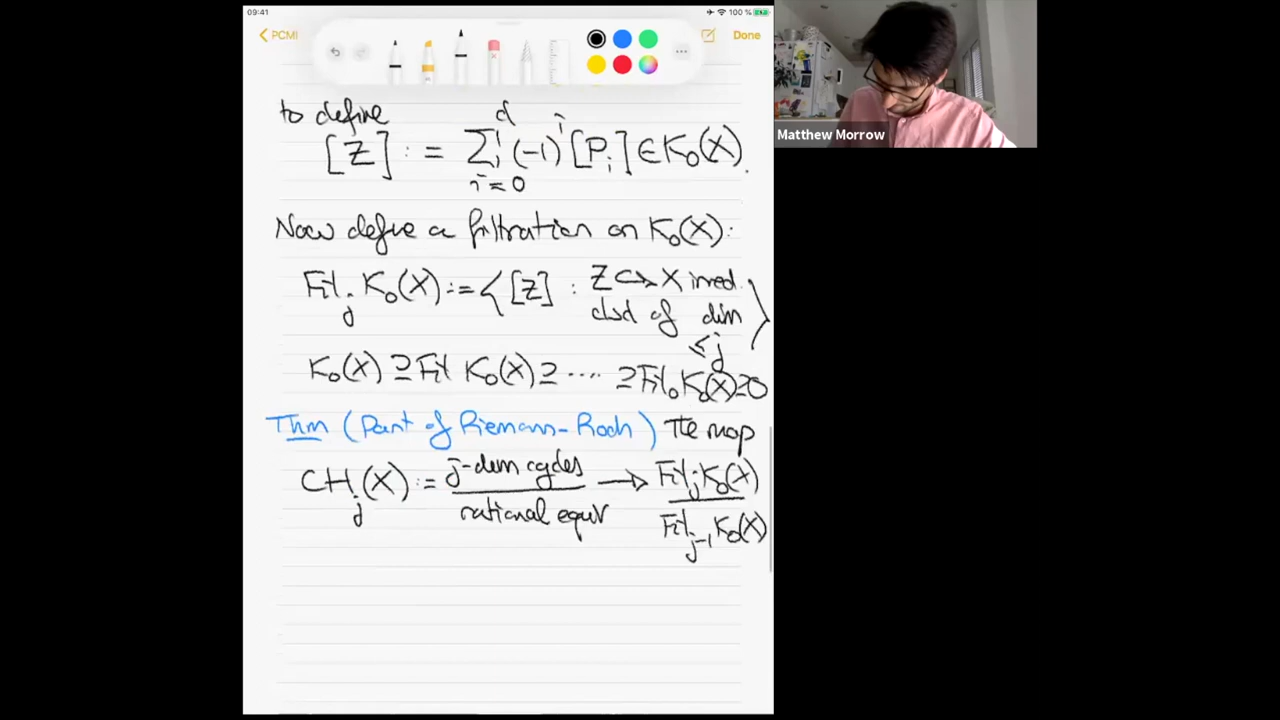 09:41
100 %
PCMI
Done
Matthew Morrow
to define
[Z] := ∑_{i=0}^{d} (-1)^i [P_i] ∈ K_0(X).
Now define a filtration on K_0(X):
Fil_j K_0(X) := < [Z] : Z ↪ X irred.
clsd of dim
≤ j >
K_0(X) ⊇ Fil K_0(X) ⊇ .... ⊇ Fil_0 K_0(X) ⊇ 0
Thm (Part of Riemann-Roch) The map
CH_j(X) := j-dim cycles / rational equiv → Fil_j K_0(X) / Fil_{j-1} K_0(X)